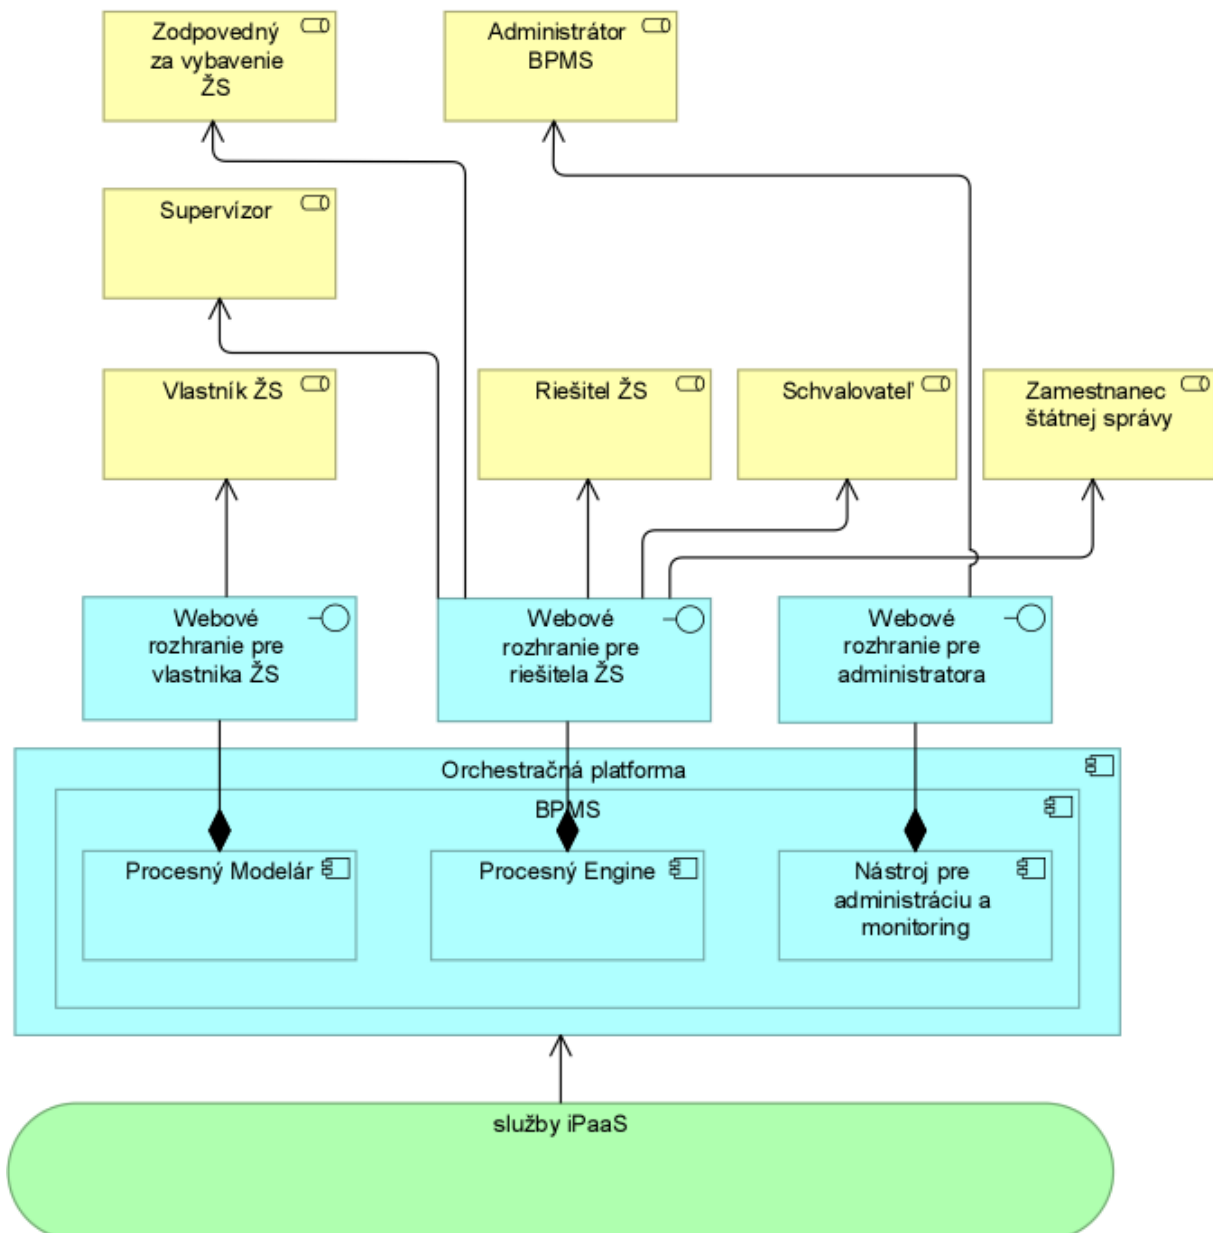 Zodpovedný
za vybavenie
ŽS
Administrátor
BPMS
Supervízor
Vlastník ŽS
Riešitel ŽS
Schvalovateľ
Zamestnanec
štátnej správy
Webové
rozhranie pre
vlastnika ŽS
Webové
rozhranie pre
riešitela ŽS
Webové
rozhranie pre
administratora
Orchestračná platforma
BPMS
Procesný Modelár
Procesný Engine
Nástroj pre
administráciu a
monitoring
služby iPaaS